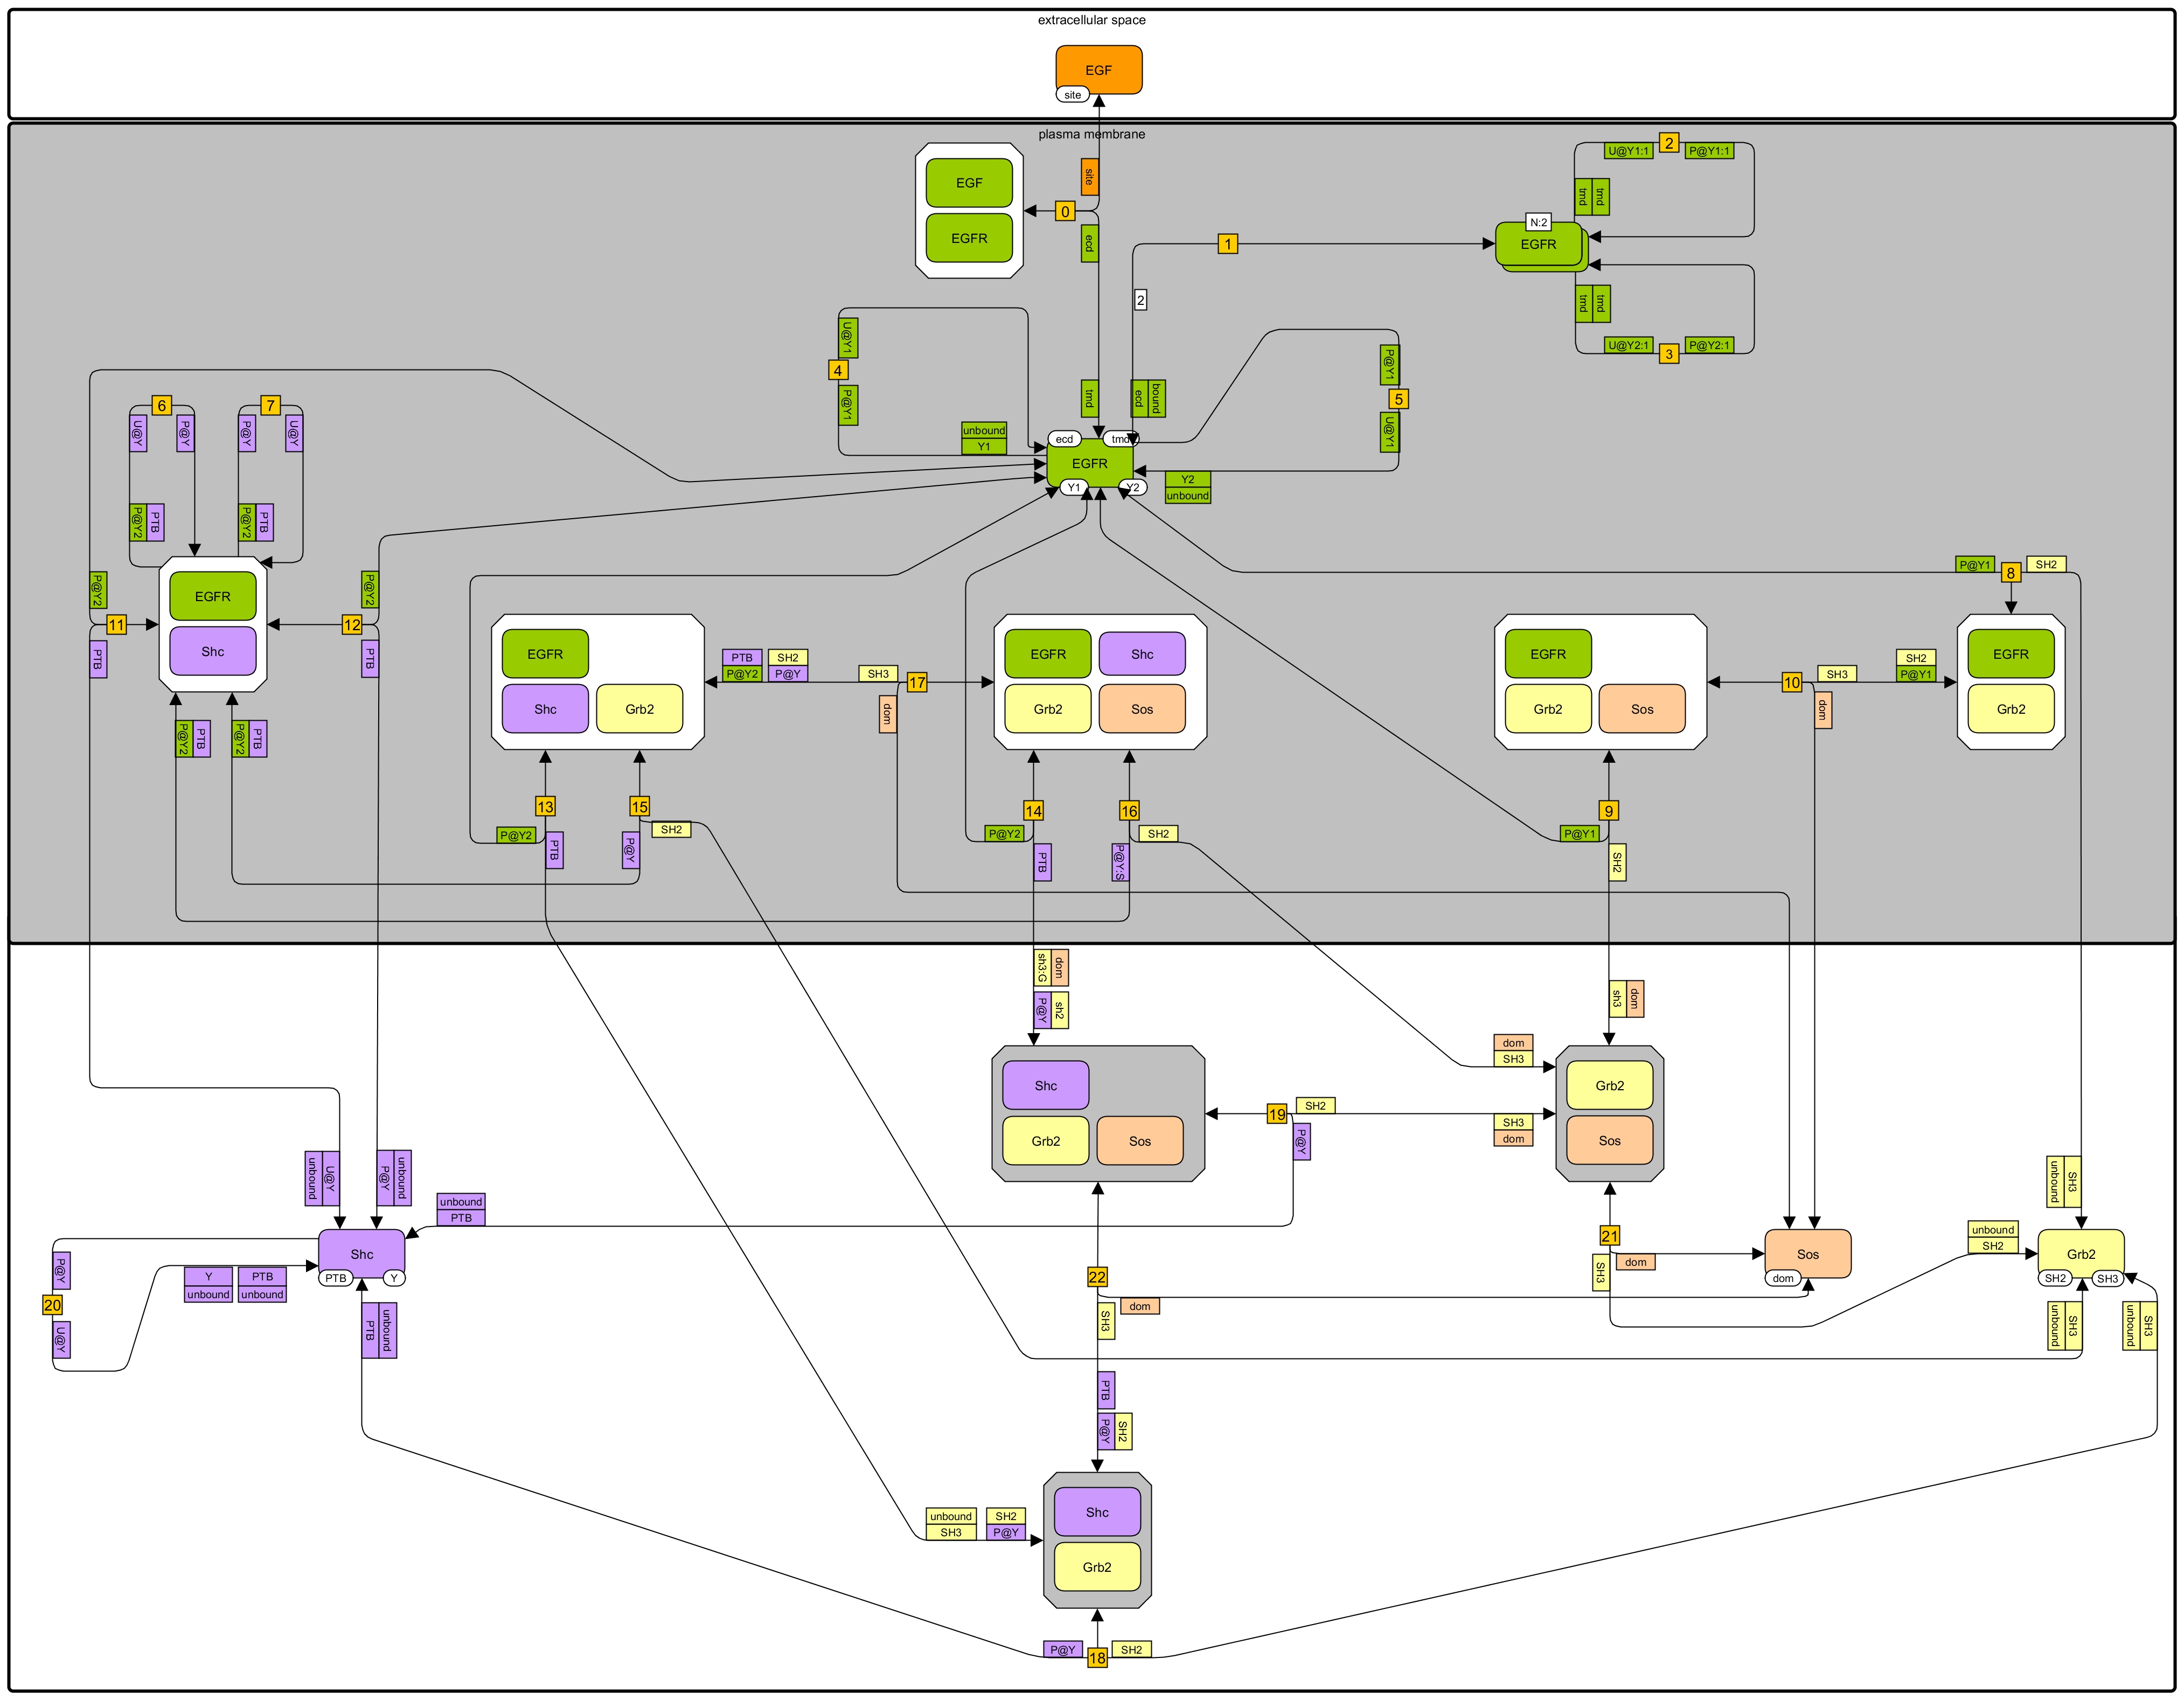 extracellular space
EGF
site
plasma membrane
EGF
EGFR
site
0
ecd
tmd
1
2
ecd
bound
N:2
EGFR
2
U@Y1:1
P@Y1:1
tmd
tmd
tmd
tmd
U@Y2:1
3
P@Y2:1
U@Y1
4
P@Y1
unbound
Y1
P@Y1
5
U@Y1
Y2
unbound
ecd
tmd
EGFR
Y1
Y2
6
U@Y
P@Y
P@Y2
PTB
7
P@Y
U@Y
P@Y2
PTB
P@Y2
11
PTB
EGFR
Shc
P@Y2
12
PTB
P@Y2
PTB
P@Y2
PTB
EGFR
Shc
Grb2
PTB
P@Y2
SH2
P@Y
SH3
17
dom
EGFR
Shc
Grb2
Sos
EGFR
Grb2
Sos
10
SH3
dom
SH2
P@Y1
P@Y1
8
SH2
EGFR
Grb2
13
P@Y2
PTB
15
P@Y
SH2
14
P@Y2
PTB
16
P@Y:S
SH2
9
P@Y1
SH2
sh3:G
dom
P@Y
sh2
sh3
dom
Shc
Grb2
Sos
19
SH2
P@Y
dom
SH3
SH3
dom
Grb2
Sos
unbound
U@Y
P@Y
unbound
unbound
PTB
Shc
PTB
Y
P@Y
20
U@Y
Y
unbound
PTB
unbound
PTB
unbound
22
dom
SH3
PTB
P@Y
SH2
21
SH3
dom
Sos
dom
unbound
SH2
unbound
SH3
Grb2
SH2
SH3
unbound
SH3
unbound
SH3
unbound
SH3
SH2
P@Y
Shc
Grb2
P@Y
18
SH2